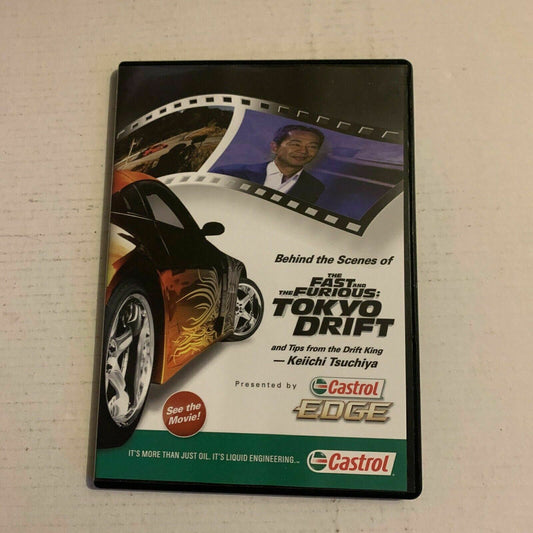 Behind the Scenes of
THE
FAST AND
THE FURIOUS:
TOKYO
DRIFT
and Tips from the Drift King
— Keiichi Tsuchiya
Presented by Castrol
EDGE
See the
Movie!
IT'S MORE THAN JUST OIL. IT'S LIQUID ENGINEERING.™ Castrol